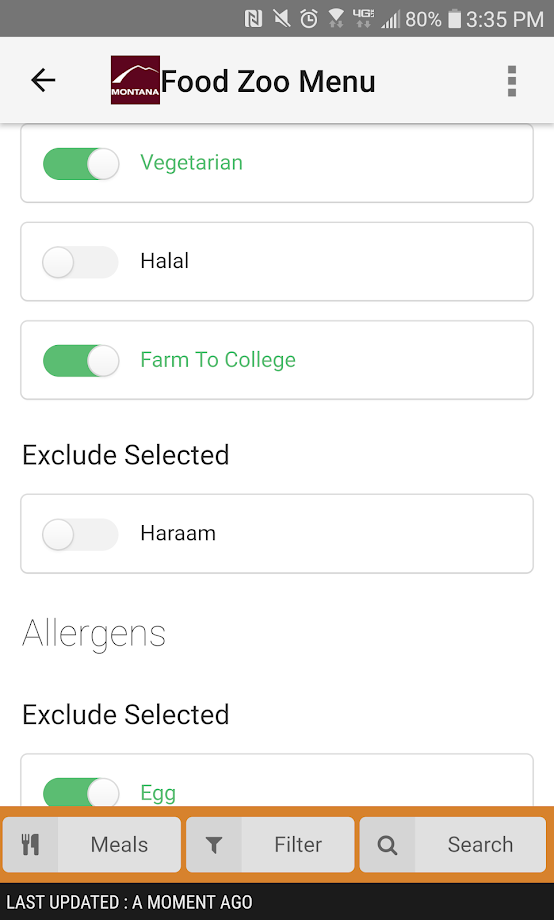 4G 80% 3:35 PM
MONTANA Food Zoo Menu
Vegetarian
Halal
Farm To College
Exclude Selected
Haraam
Allergens
Exclude Selected
Egg
Meals Filter Search
LAST UPDATED : A MOMENT AGO